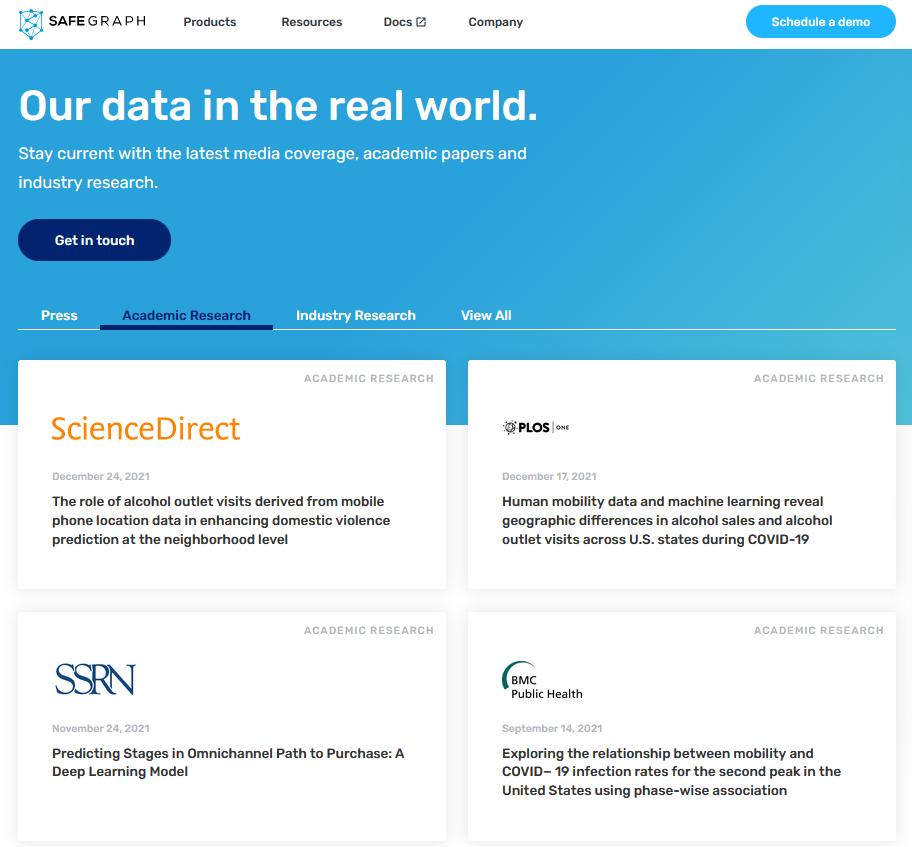 SAFEGRAPH
Products
Resources
Docs
Company
Schedule a demo
Our data in the real world.
Stay current with the latest media coverage, academic papers and
industry research.
Get in touch
Press
Academic Research
Industry Research
View All
ACADEMIC RESEARCH
ScienceDirect
December 24, 2021
The role of alcohol outlet visits derived from mobile
phone location data in enhancing domestic violence
prediction at the neighborhood level
ACADEMIC RESEARCH
PLOS ONE
December 17, 2021
Human mobility data and machine learning reveal
geographic differences in alcohol sales and alcohol
outlet visits across U.S. states during COVID-19
ACADEMIC RESEARCH
SSRN
November 24, 2021
Predicting Stages in Omnichannel Path to Purchase: A
Deep Learning Model
ACADEMIC RESEARCH
BMC
Public Health
September 14, 2021
Exploring the relationship between mobility and
COVID− 19 infection rates for the second peak in the
United States using phase-wise association